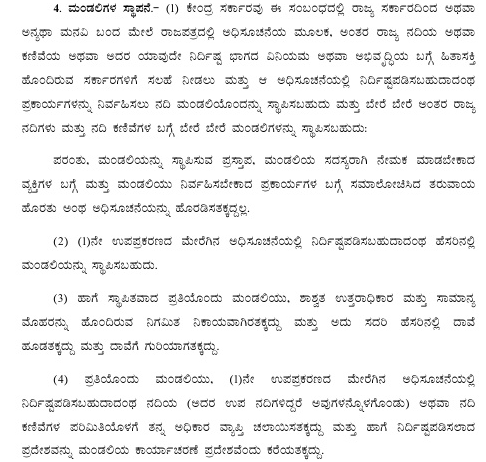 4. ಮಂಡಲಿಗಳ ಸ್ಥಾಪನೆ.– (1) ಕೇಂದ್ರ ಸರ್ಕಾರವು ಈ ಸಂಬಂಧದಲ್ಲಿ ರಾಜ್ಯ ಸರ್ಕಾರದಿಂದ ಅಥವಾ
ಅನ್ಯಥಾ ಮನವಿ ಬಂದ ಮೇಲೆ ರಾಜಪತ್ರದಲ್ಲಿ ಅಧಿಸೂಚನೆಯ ಮೂಲಕ, ಅಂತರ ರಾಜ್ಯ ನದಿಯ ಅಥವಾ
ಕಣಿವೆಯ ಅಥವಾ ಅದರ ಯಾವುದೇ ನಿರ್ದಿಷ್ಟ ಭಾಗದ ವಿನಿಯಮ ಅಥವಾ ಅಭಿವೃದ್ಧಿಯ ಬಗ್ಗೆ ಹಿತಾಸಕ್ತಿ
ಹೊಂದಿರುವ ಸರ್ಕಾರಗಳಿಗೆ ಸಲಹೆ ನೀಡಲು ಮತ್ತು ಆ ಅಧಿಸೂಚನೆಯಲ್ಲಿ ನಿರ್ದಿಷ್ಟಪಡಿಸಬಹುದಾದಂಥ
ಪ್ರಕಾರ್ಯಗಳನ್ನು ನಿರ್ವಹಿಸಲು ನದಿ ಮಂಡಲಿಯೊಂದನ್ನು ಸ್ಥಾಪಿಸಬಹುದು ಮತ್ತು ಬೇರೆ ಬೇರೆ ಅಂತರ ರಾಜ್ಯ
ನದಿಗಳು ಮತ್ತು ನದಿ ಕಣಿವೆಗಳ ಬಗ್ಗೆ ಬೇರೆ ಬೇರೆ ಮಂಡಲಿಗಳನ್ನು ಸ್ಥಾಪಿಸಬಹುದು:
ಪರಂತು, ಮಂಡಲಿಯನ್ನು ಸ್ಥಾಪಿಸುವ ಪ್ರಸ್ತಾಪ, ಮಂಡಲಿಯ ಸದಸ್ಯರಾಗಿ ನೇಮಕ ಮಾಡಬೇಕಾದ
ವ್ಯಕ್ತಿಗಳ ಬಗ್ಗೆ ಮತ್ತು ಮಂಡಲಿಯು ನಿರ್ವಹಿಸಬೇಕಾದ ಪ್ರಕಾರ್ಯಗಳ ಬಗ್ಗೆ ಸಮಾಲೋಚಿಸಿದ ತರುವಾಯ
ಹೊರತು ಅಂಥ ಅಧಿಸೂಚನೆಯನ್ನು ಹೊರಡಿಸತಕ್ಕದ್ದಲ್ಲ.
(2) (1)ನೇ ಉಪಪ್ರಕರಣದ ಮೇರೆಗಿನ ಅಧಿಸೂಚನೆಯಲ್ಲಿ ನಿರ್ದಿಷ್ಟಪಡಿಸಬಹುದಾದಂಥ ಹೆಸರಿನಲ್ಲಿ
ಮಂಡಲಿಯನ್ನು ಸ್ಥಾಪಿಸಬಹುದು.
(3) ಹಾಗೆ ಸ್ಥಾಪಿತವಾದ ಪ್ರತಿಯೊಂದು ಮಂಡಲಿಯು, ಶಾಶ್ವತ ಉತ್ತರಾಧಿಕಾರ ಮತ್ತು ಸಾಮಾನ್ಯ
ಮೊಹರನ್ನು ಹೊಂದಿರುವ ನಿಗಮಿತ ನಿಕಾಯವಾಗಿರತಕ್ಕದ್ದು ಮತ್ತು ಅದು ಸದರಿ ಹೆಸರಿನಲ್ಲಿ ದಾವೆ
ಹೂಡತಕ್ಕದ್ದು ಮತ್ತು ದಾವೆಗೆ ಗುರಿಯಾಗತಕ್ಕದ್ದು.
(4) ಪ್ರತಿಯೊಂದು ಮಂಡಲಿಯು, (1)ನೇ ಉಪಪ್ರಕರಣದ ಮೇರೆಗಿನ ಅಧಿಸೂಚನೆಯಲ್ಲಿ
ನಿರ್ದಿಷ್ಟಪಡಿಸಬಹುದಾದಂಥ ನದಿಯ (ಅದರ ಉಪ ನದಿಗಳಿದ್ದರೆ ಅವುಗಳನ್ನೊಳಗೊಂಡು) ಅಥವಾ ನದಿ
ಕಣಿವೆಗಳ ಪರಿಮಿತಿಯೊಳಗೆ ತನ್ನ ಅಧಿಕಾರ ವ್ಯಾಪ್ತಿ ಚಲಾಯಿಸತಕ್ಕದ್ದು ಮತ್ತು ಹಾಗೆ ನಿರ್ದಿಷ್ಟಪಡಿಸಲಾದ
ಪ್ರದೇಶವನ್ನು ಮಂಡಲಿಯ ಕಾರ್ಯಾಚರಣೆ ಪ್ರದೇಶವೆಂದು ಕರೆಯತಕ್ಕದ್ದು.